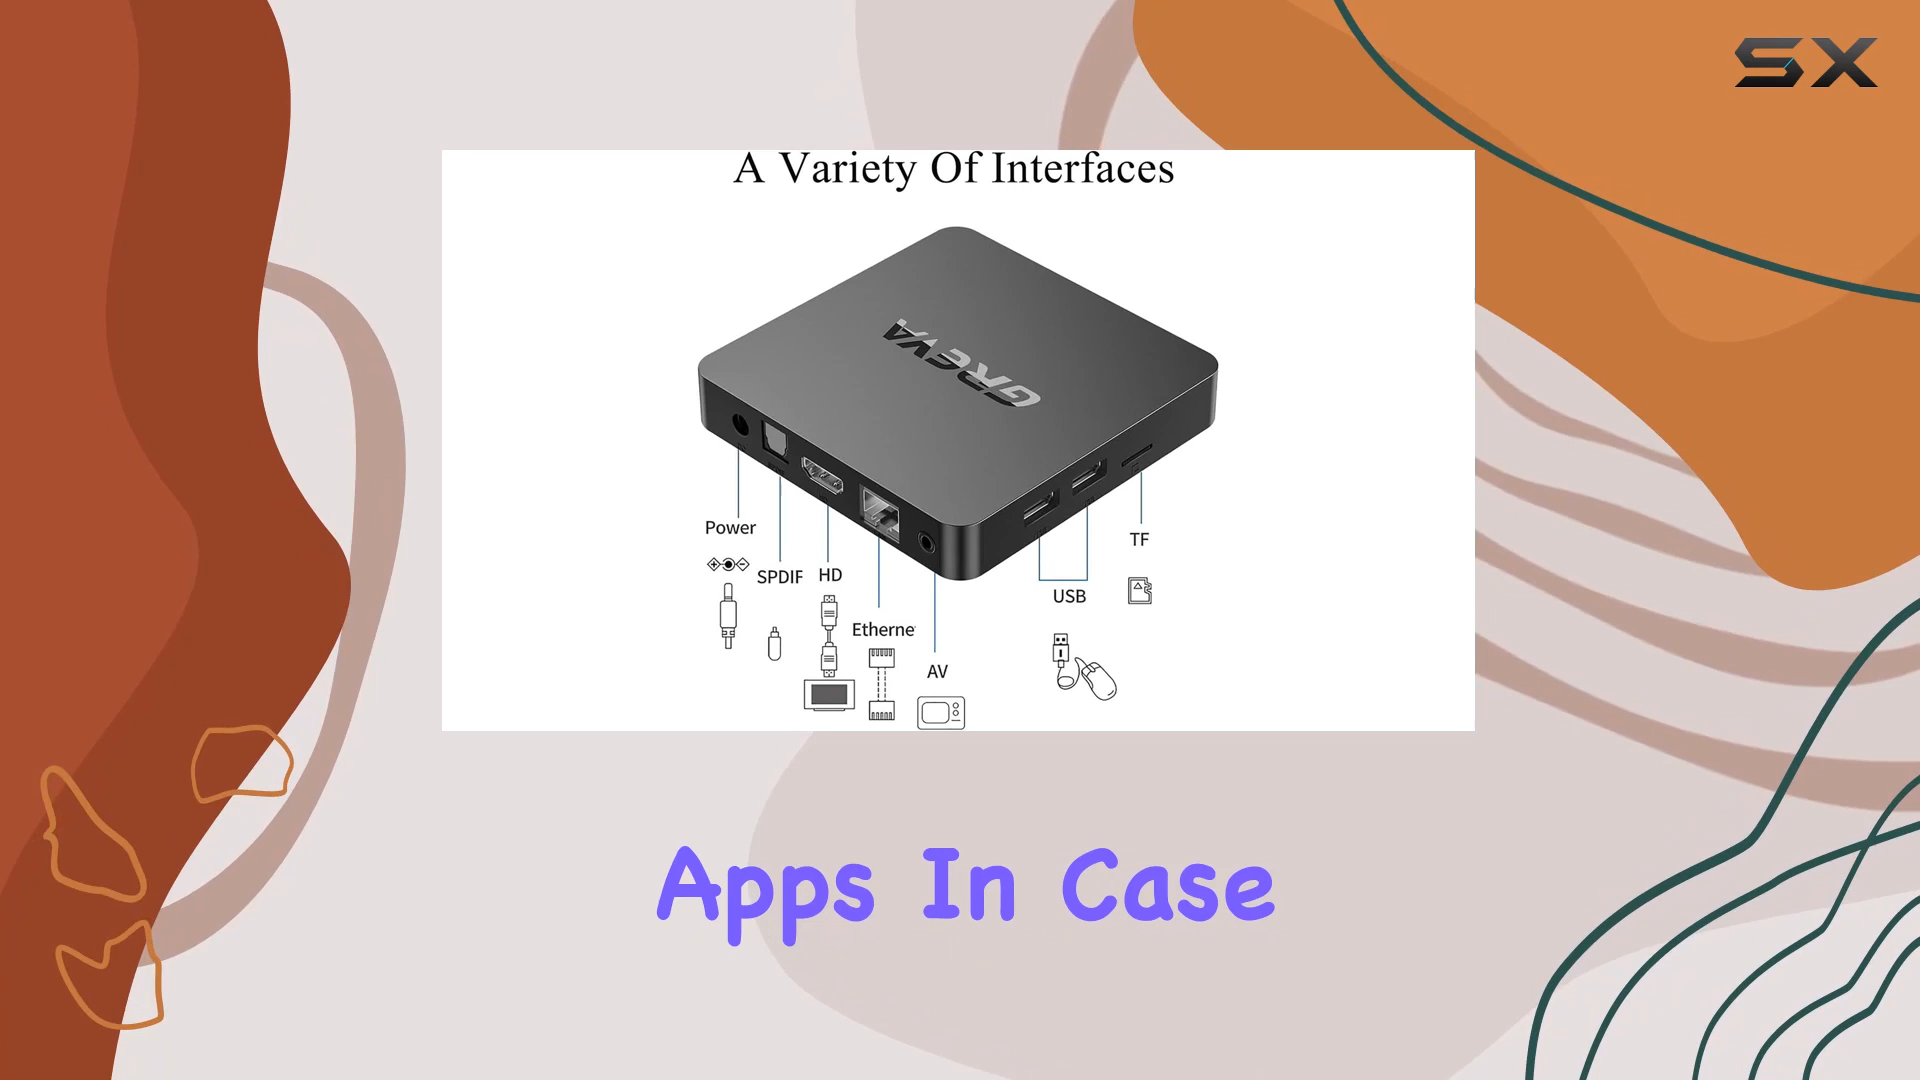 SX
A Variety Of Interfaces
GREVA
Power
SPDIF
HD
Etherne
AV
USB
TF
Apps In Case